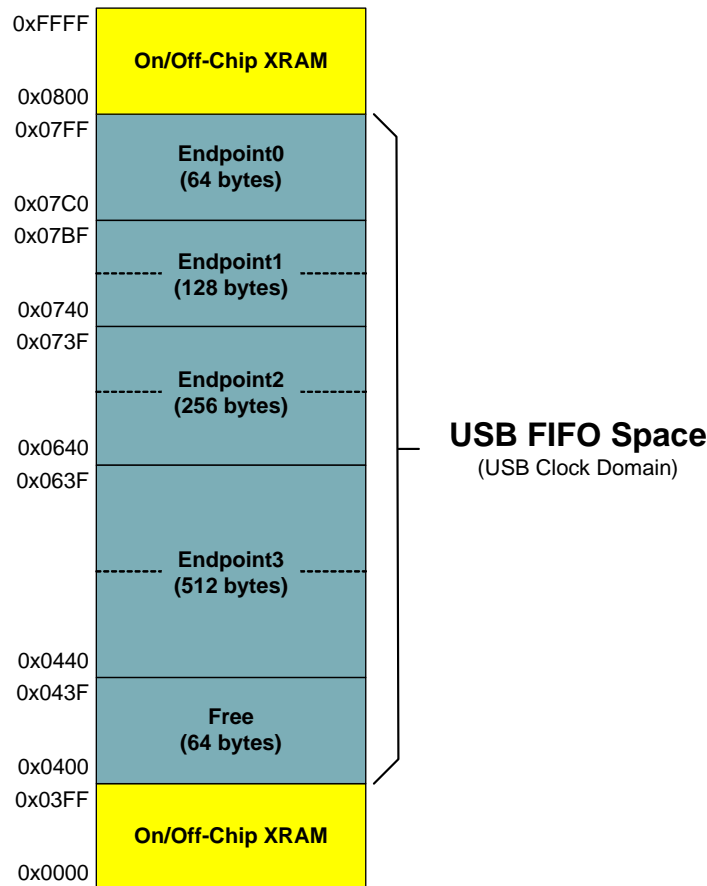 0xFFFF
On/Off-Chip XRAM
0x0800
0x07FF
Endpoint0
(64 bytes)
0x07C0
0x07BF
Endpoint1
(128 bytes)
0x0740
0x073F
Endpoint2
(256 bytes)
0x0640
0x063F
Endpoint3
(512 bytes)
0x0440
0x043F
Free
(64 bytes)
0x0400
0x03FF
On/Off-Chip XRAM
0x0000
USB FIFO Space
(USB Clock Domain)